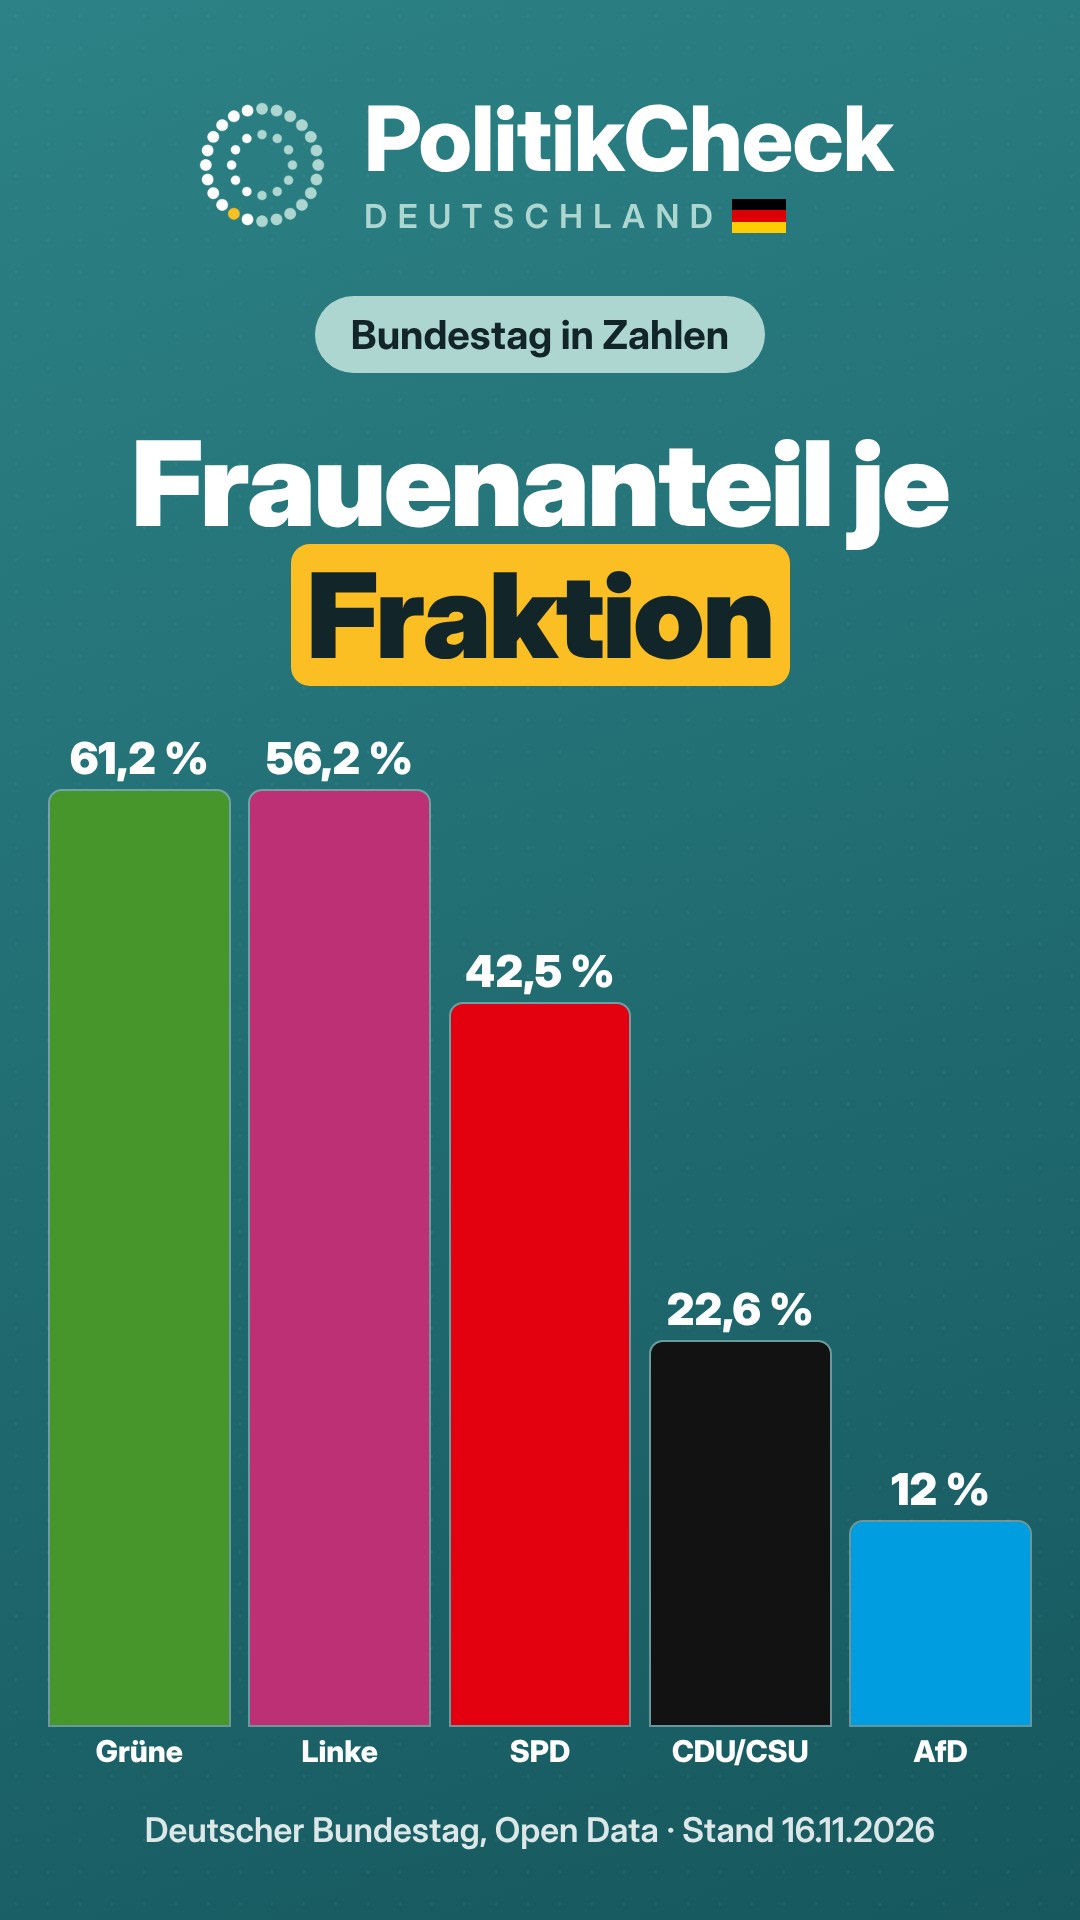 PolitikCheck
DEUTSCHLAND
Bundestag in Zahlen
Frauenanteil je
Fraktion
61,2 % 56,2 %
42,5 %
22,6 %
12 %
Grüne Linke SPD CDU/CSU AfD
Deutscher Bundestag, Open Data · Stand 16.11.2026